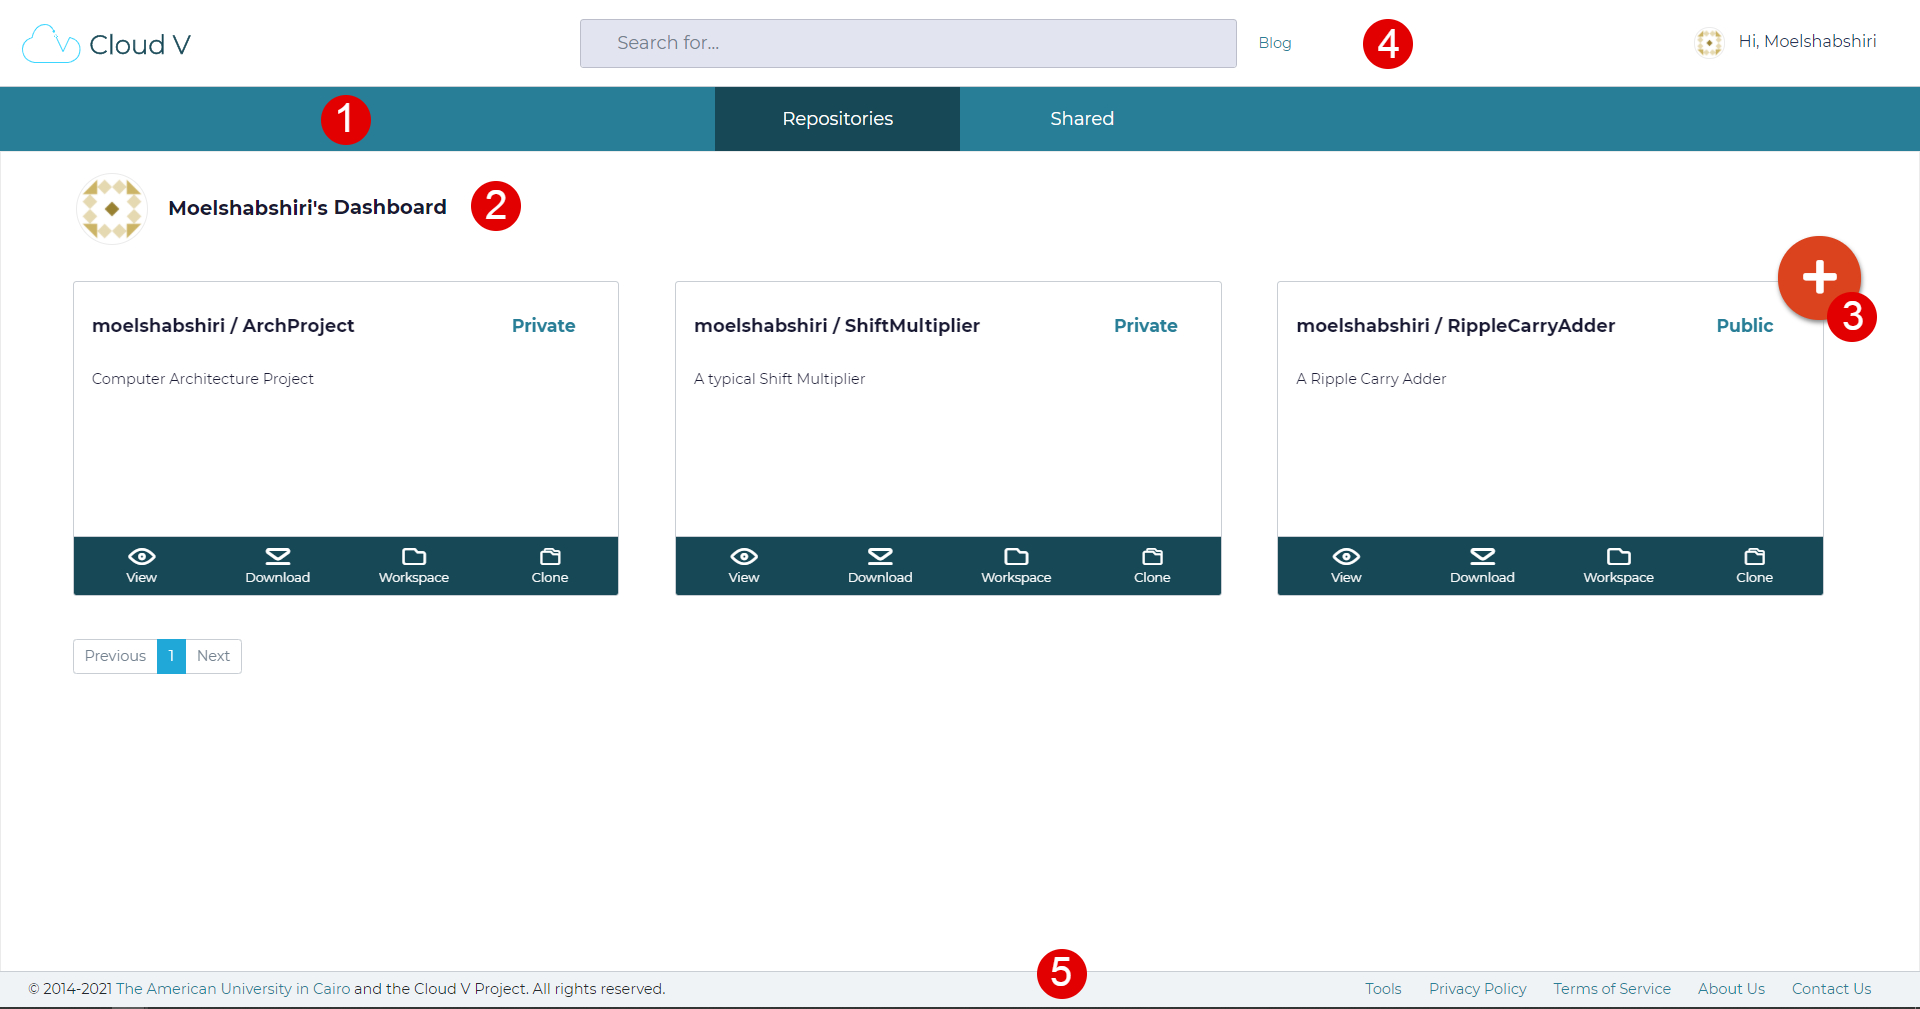 Cloud V
Search for...
Blog
4
Hi, Moelshabshiri
1
Repositories
Shared
Moelshabshiri's Dashboard
2
3
moelshabshiri / ArchProject
Private
Computer Architecture Project
View
Download
Workspace
Clone
moelshabshiri / ShiftMultiplier
Private
A typical Shift Multiplier
View
Download
Workspace
Clone
moelshabshiri / RippleCarryAdder
Public
A Ripple Carry Adder
View
Download
Workspace
Clone
Previous
1
Next
5
© 2014-2021 The American University in Cairo and the Cloud V Project. All rights reserved.
Tools
Privacy Policy
Terms of Service
About Us
Contact Us